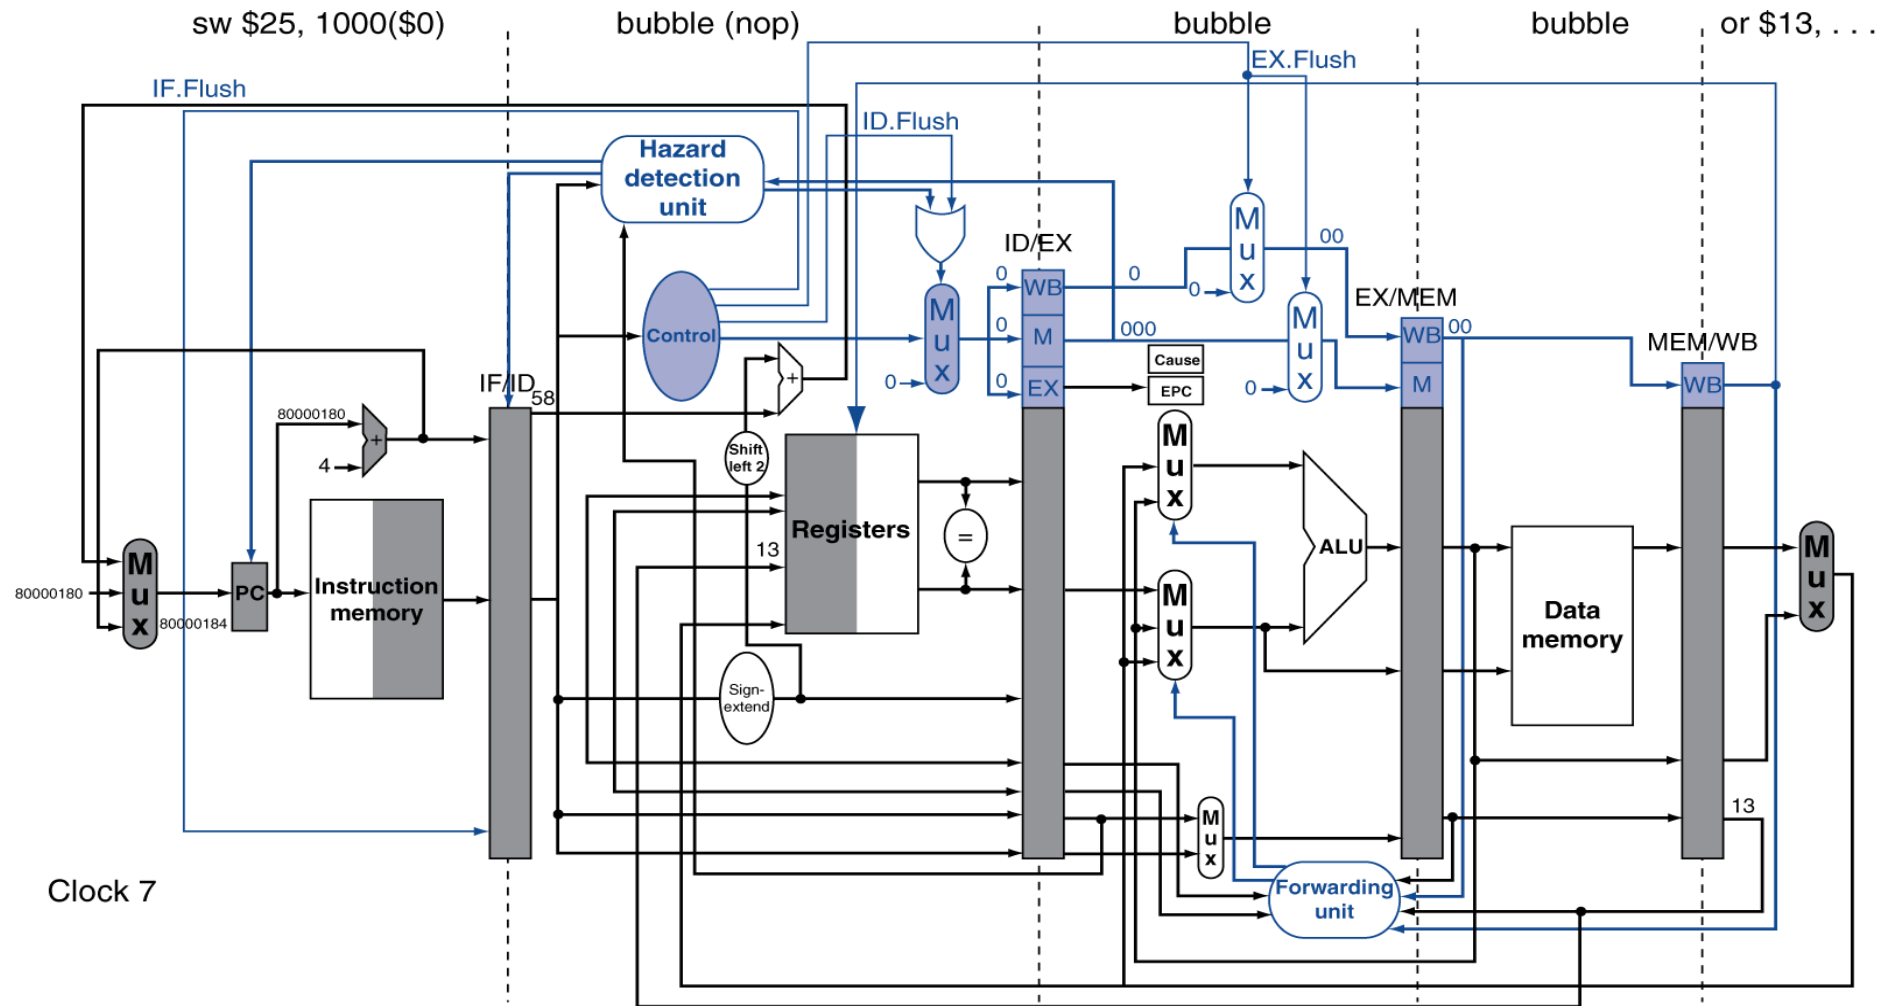 sw $25, 1000($0)
bubble (nop)
bubble
bubble
or $13, . . .
EX.Flush
IF.Flush
ID.Flush
Hazard
detection
unit
M
u
x
00
ID/EX
0
0
WB
0
EX/MEM
M
u
x
Control
0
M
000
M
u
x
WB
00
MEM/WB
Cause
IF/ID
58
+
0
0
EX
EPC
0
M
WB
80000180
+
4
Shift
left 2
M
u
x
Registers
=
13
ALU
M
u
x
80000180
80000184
PC
Instruction
memory
M
u
x
Data
memory
M
u
x
Sign-
extend
M
u
x
13
Clock 7
Forwarding
unit